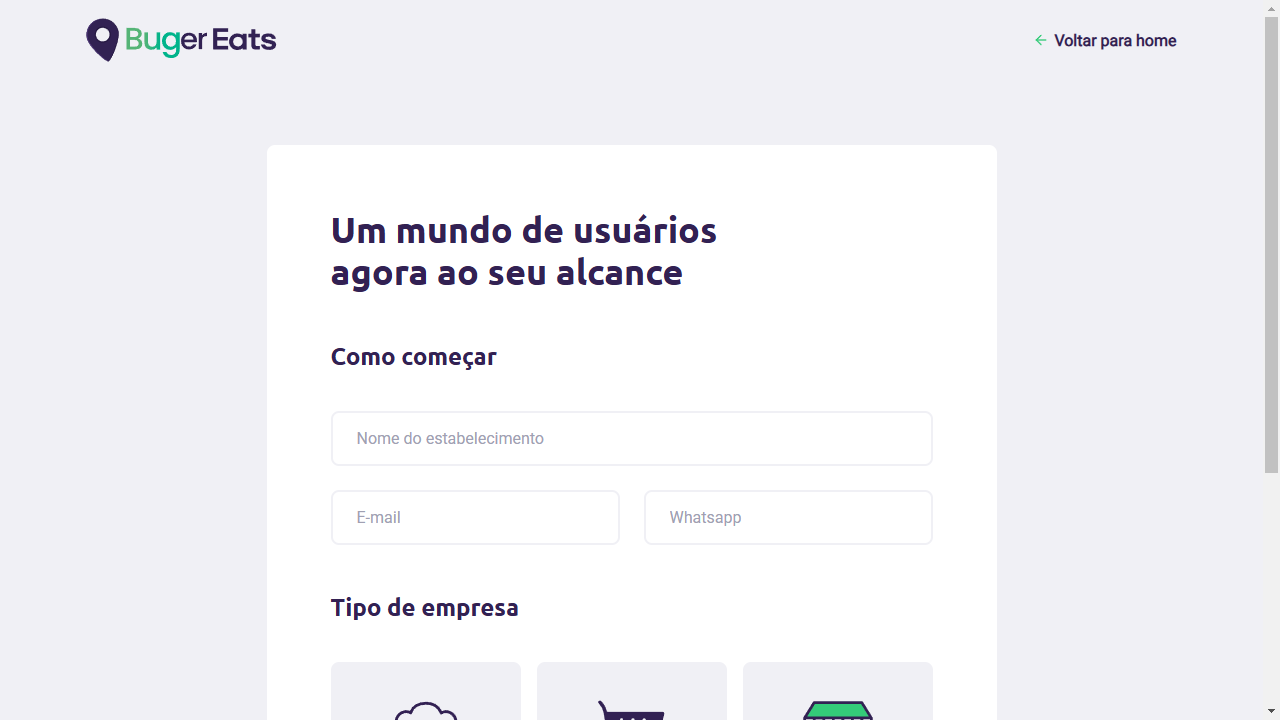 Buger Eats
Voltar para home
Um mundo de usuários
agora ao seu alcance
Como começar
Nome do estabelecimento
E-mail
Whatsapp
Tipo de empresa